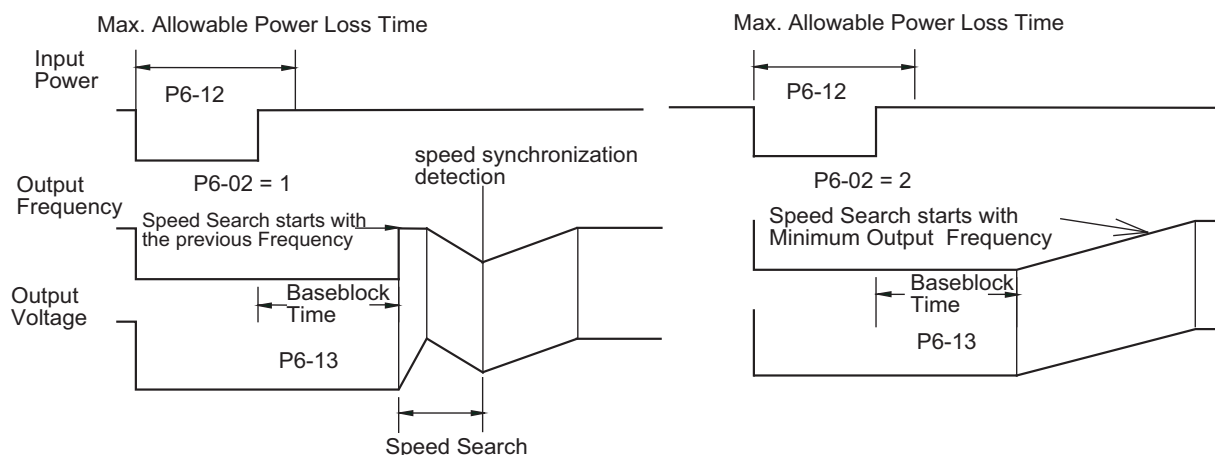 Max. Allowable Power Loss Time
Input
Power
P6-12
speed synchronization
detection
P6-02 = 1
Output
Frequency
Speed Search starts with
the previous Frequency
Output
Voltage
Baseblock
Time
P6-13
Speed Search
Max. Allowable Power Loss Time
P6-12
P6-02 = 2
Speed Search starts with
Minimum Output Frequency
Baseblock
Time
P6-13